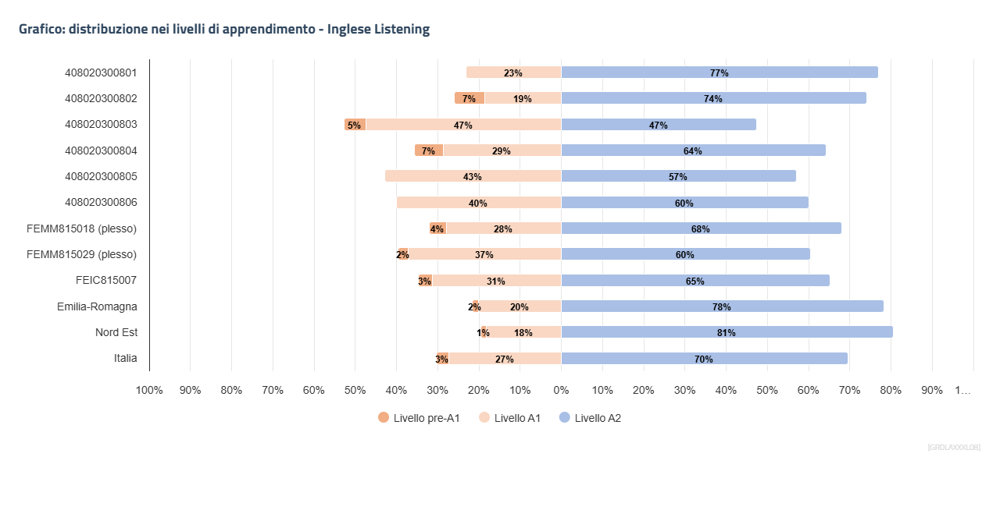 Grafico: distribuzione nei livelli di apprendimento - Inglese Listening
408020300801 23% 77%
408020300802 7% 19% 74%
408020300803 5% 47% 47%
408020300804 7% 29% 64%
408020300805 43% 57%
408020300806 40% 60%
FEMM815018 (plesso) 4% 28% 68%
FEMM815029 (plesso) 2% 37% 60%
FEIC815007 3% 31% 65%
Emilia-Romagna 2% 20% 78%
Nord Est 1% 18% 81%
Italia 3% 27% 70%
100% 90% 80% 70% 60% 50% 40% 30% 20% 10% 0% 10% 20% 30% 40% 50% 60% 70% 80% 90% 1…
Livello pre-A1 Livello A1 Livello A2
[GRDLAXXXL08]